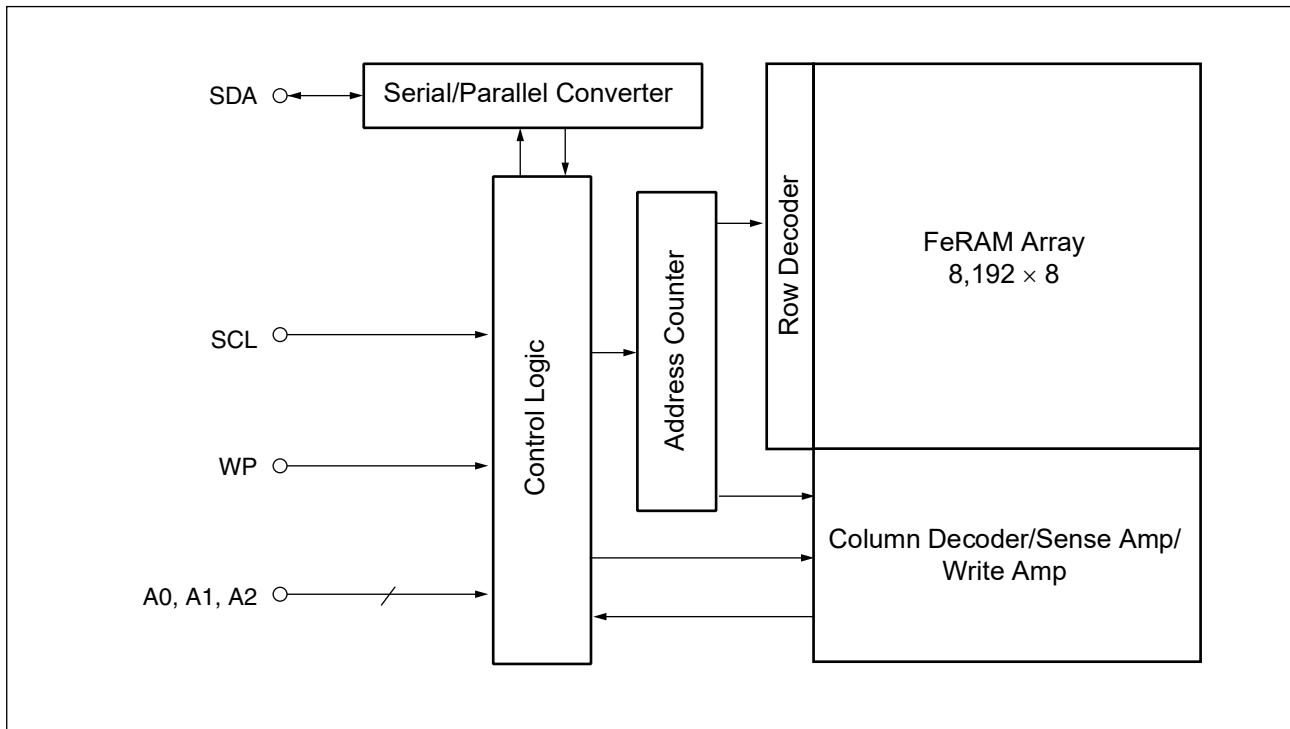 SDA
Serial/Parallel Converter
SCL
WP
A0, A1, A2
Control Logic
Address Counter
Row Decoder
FeRAM Array
8,192 × 8
Column Decoder/Sense Amp/
Write Amp